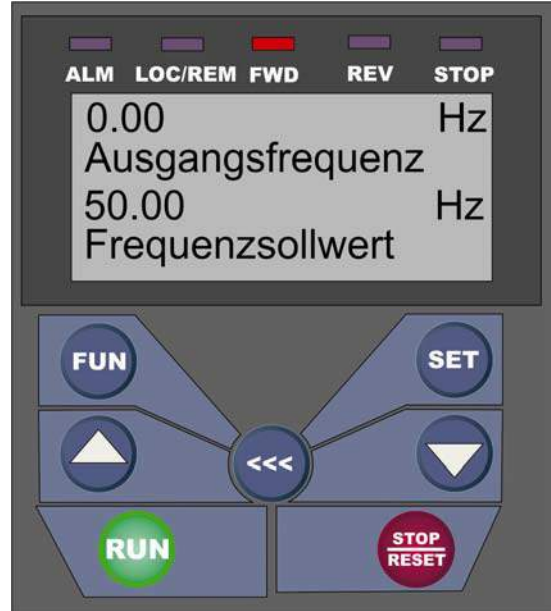 ALM LOC/REM FWD REV STOP
0.00 Hz
Ausgangsfrequenz
50.00 Hz
Frequenzsollwert
FUN SET
<<<
RUN STOP
RESET